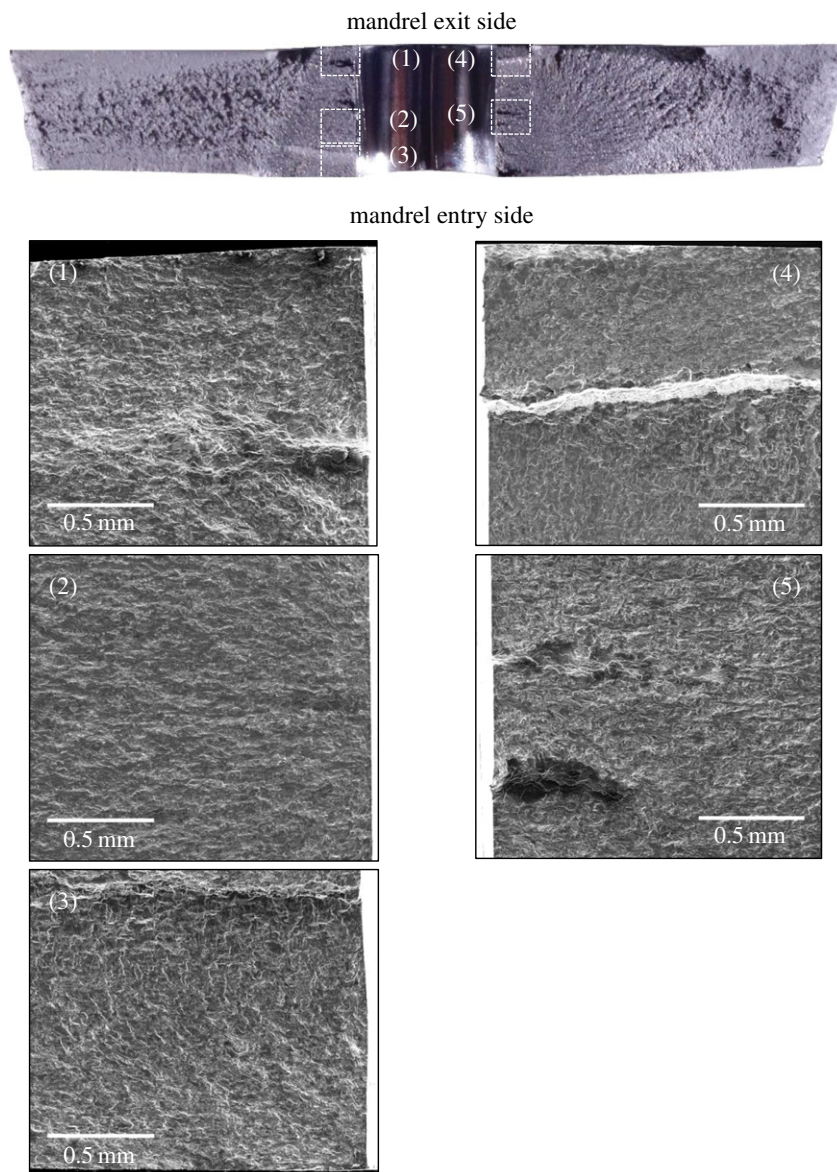 mandrel exit side
(1) (4)
(2) (5)
(3)
mandrel entry side
(1)
0.5 mm
(4)
0.5 mm
(2)
0.5 mm
(5)
0.5 mm
(3)
0.5 mm